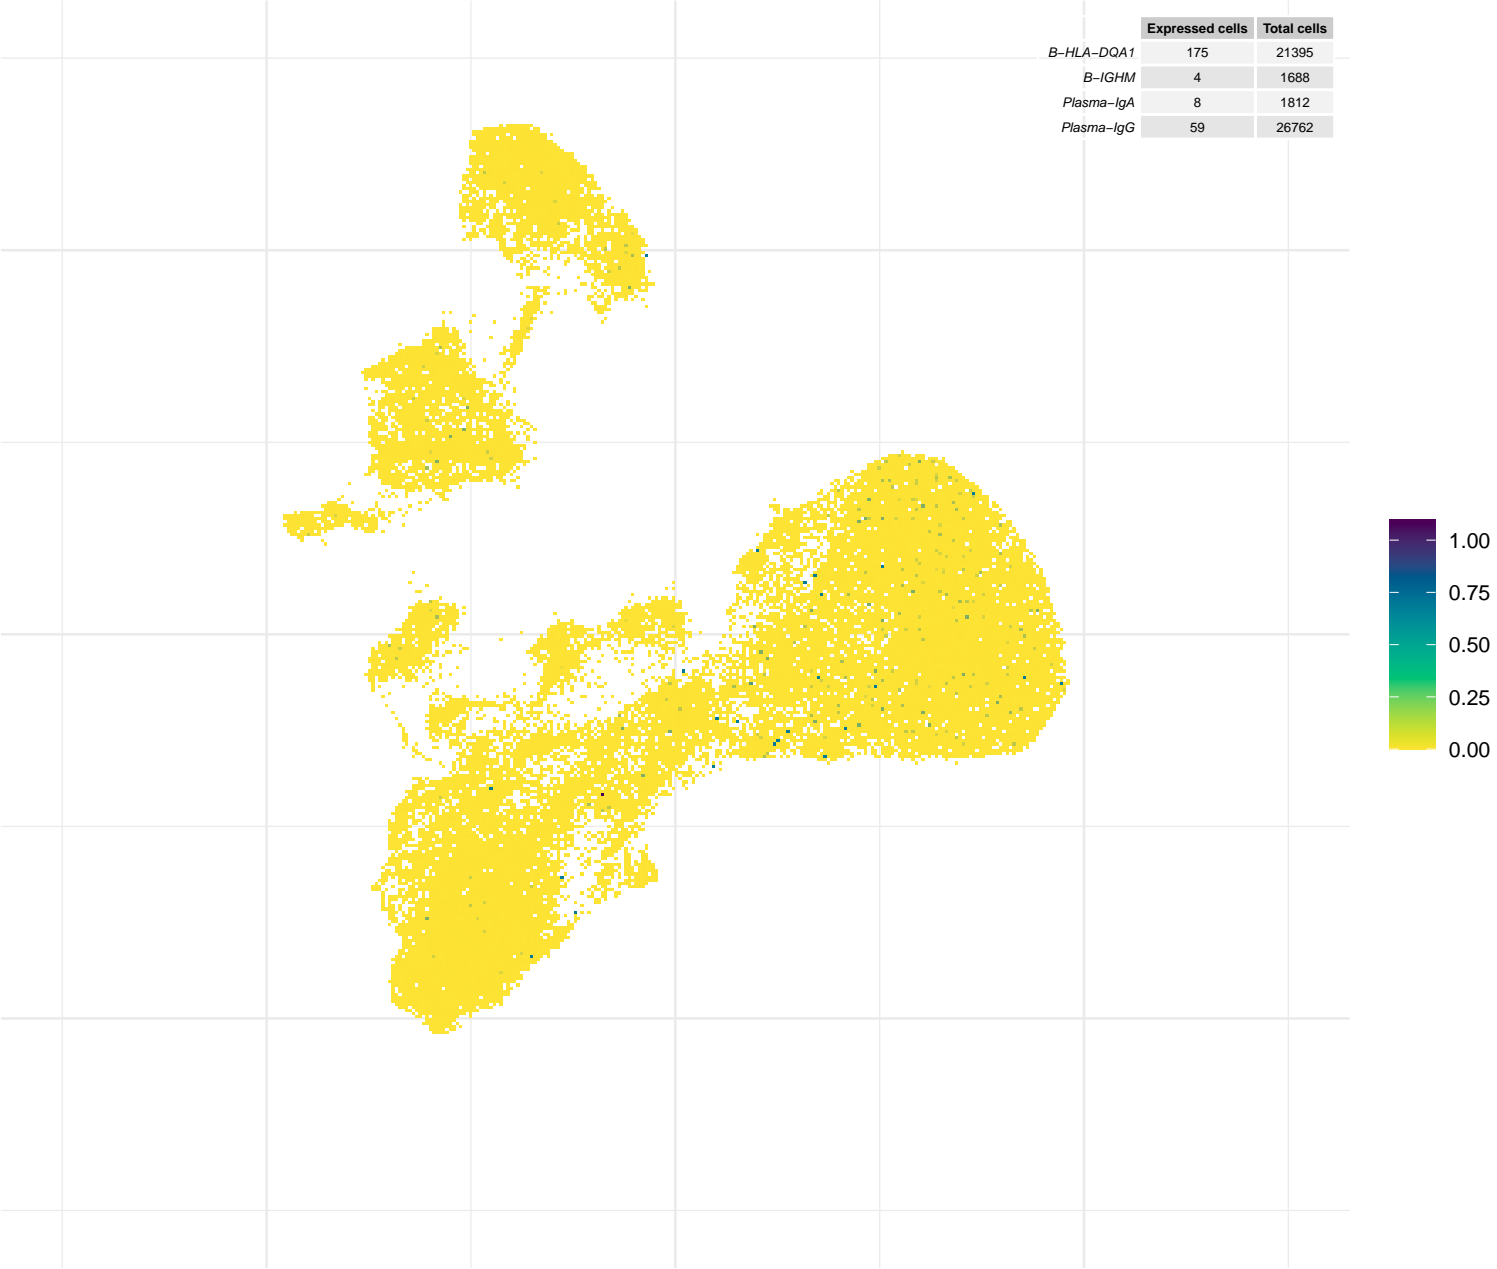 Expressed cells Total cells
B−HLA−DQA1 175 21395
B−IGHM 4 1688
Plasma−IgA 8 1812
Plasma−IgG 59 26762
1.00
0.75
0.50
0.25
0.00